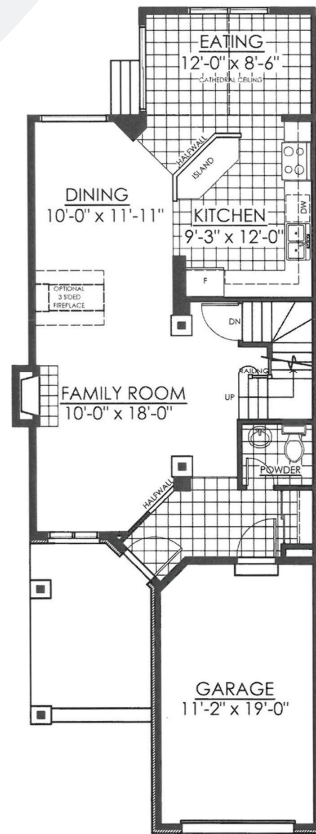 EATING
12'-0" x 8'-6"
CATHEDRAL CEILING
HALFWALL
ISLAND
DINING
10'-0" x 11'-11"
KITCHEN
9'-3" x 12'-0"
DW
F
OPTIONAL
3 SIDED
FIREPLACE
DN
RAILING
UP
FAMILY ROOM
10'-0" x 18'-0"
POWDER
HALFWALL
GARAGE
11'-2" x 19'-0"